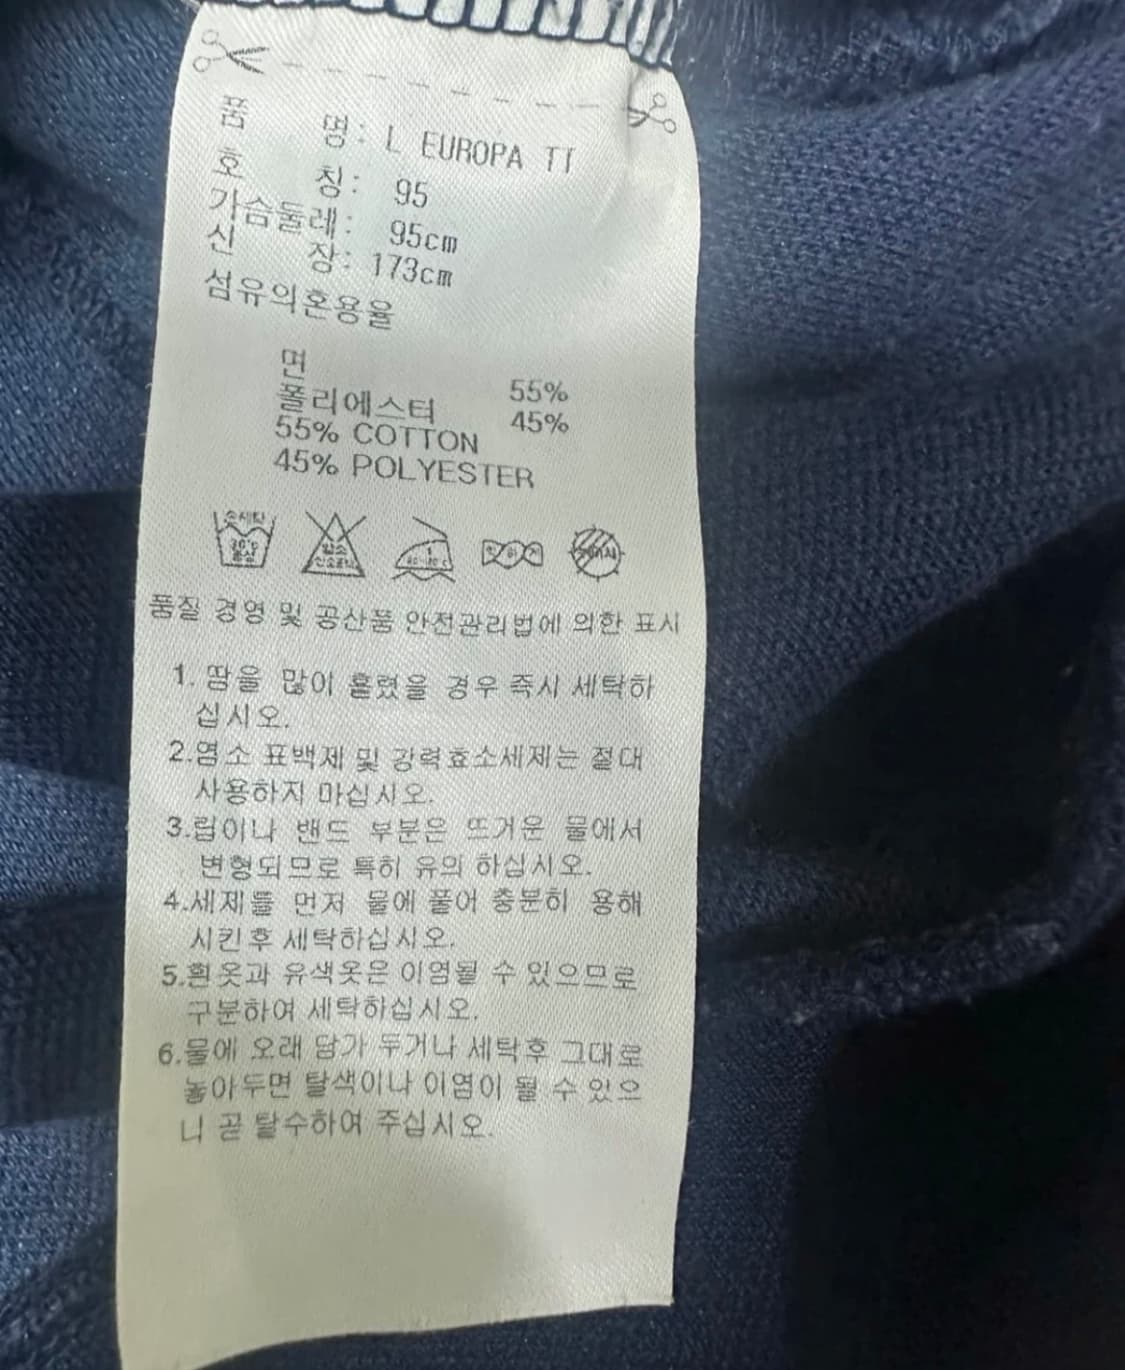 품 명: L EUROPA TT
호 칭: 95
가슴둘레: 95cm
신 장: 173cm
섬유의혼용율
면 55%
폴리에스터 45%
55% COTTON
45% POLYESTER
손세탁
품질 경영 및 공산품 안전관리법에 의한 표시
1. 땀을 많이 흘렸을 경우 즉시 세탁하
십시오.
2.염소 표백제 및 강력효소세제는 절대
사용하지 마십시오.
3.립이나 밴드 부분은 뜨거운 물에서
변형되므로 특히 유의 하십시오.
4.세제를 먼저 물에 풀어 충분히 용해
시킨후 세탁하십시오.
5.흰옷과 유색옷은 이염될 수 있으므로
구분하여 세탁하십시오.
6.물에 오래 담가 두거나 세탁후 그대로
놓아두면 탈색이나 이염이 될 수 있으
니 곧 탈수하여 주십시오.